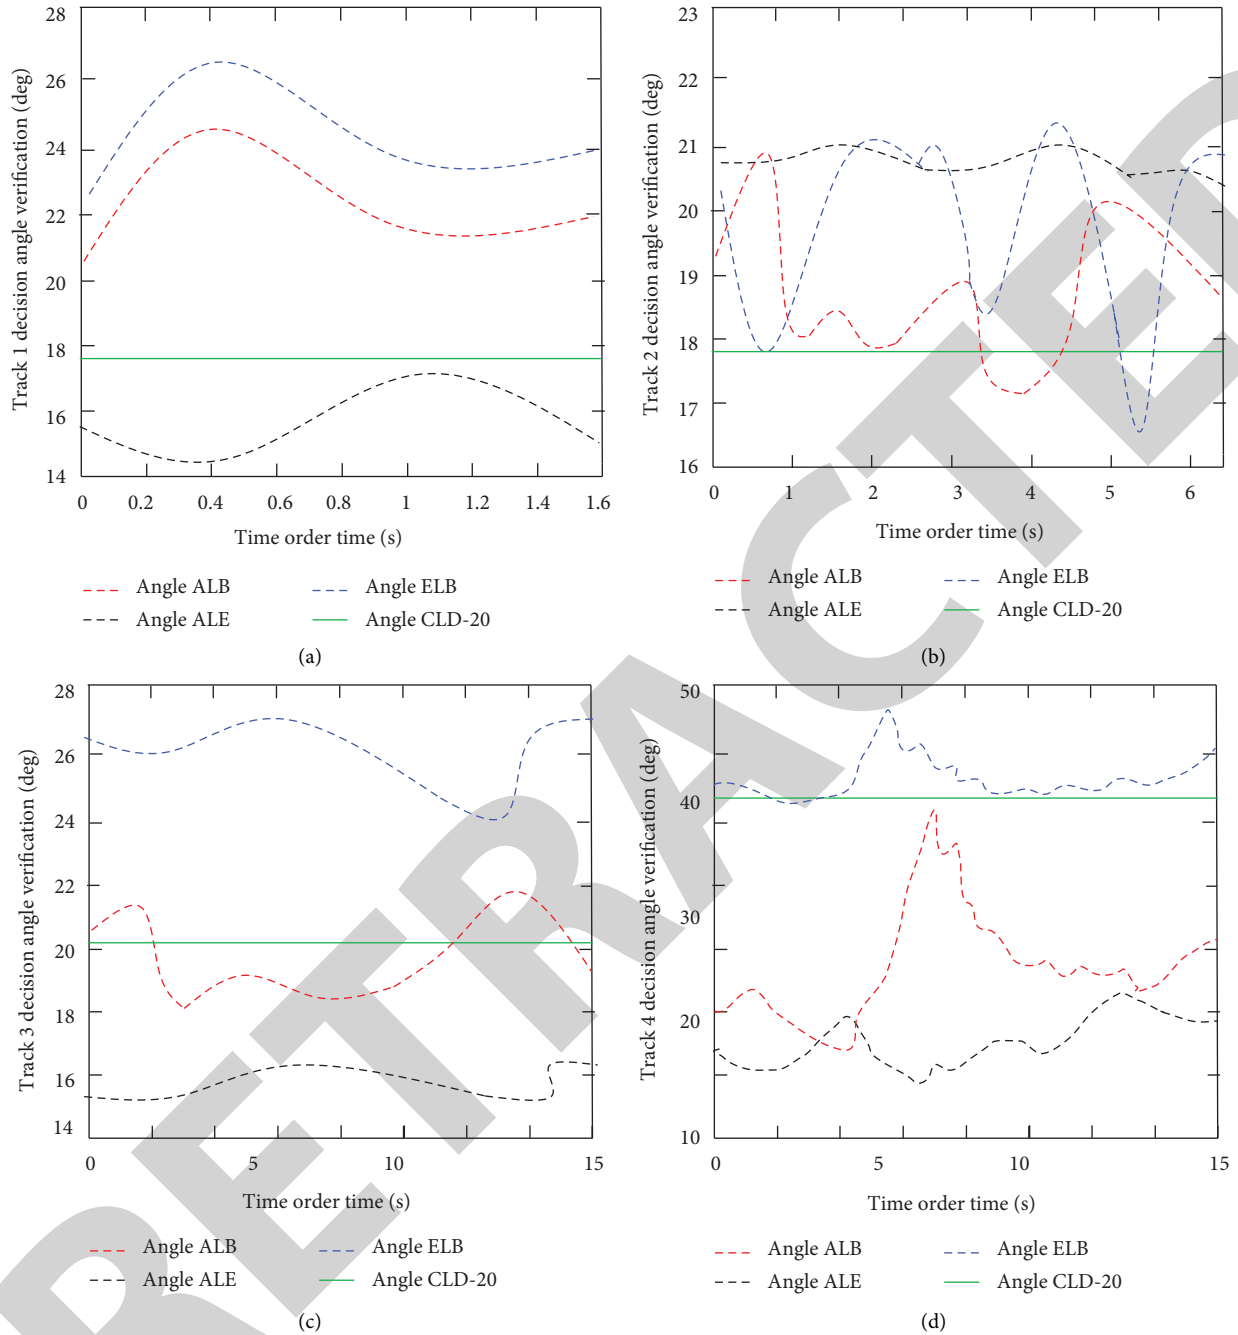 28
26
24
22
20
18
16
14
Track 1 decision angle verification (deg)
0 0.2 0.4 0.6 0.8 1 1.2 1.4 1.6
Time order time (s)
Angle ALB Angle ELB
Angle ALE Angle CLD-20
(a)
23
22
21
20
19
18
17
16
Track 2 decision angle verification (deg)
0 1 2 3 4 5 6
Time order time (s)
Angle ALB Angle ELB
Angle ALE Angle CLD-20
(b)
28
26
24
22
20
18
16
14
Track 3 decision angle verification (deg)
0 5 10 15
Time order time (s)
Angle ALB Angle ELB
Angle ALE Angle CLD-20
(c)
50
40
30
20
10
Track 4 decision angle verification (deg)
0 5 10 15
Time order time (s)
Angle ALB Angle ELB
Angle ALE Angle CLD-20
(d)
RETRACTED